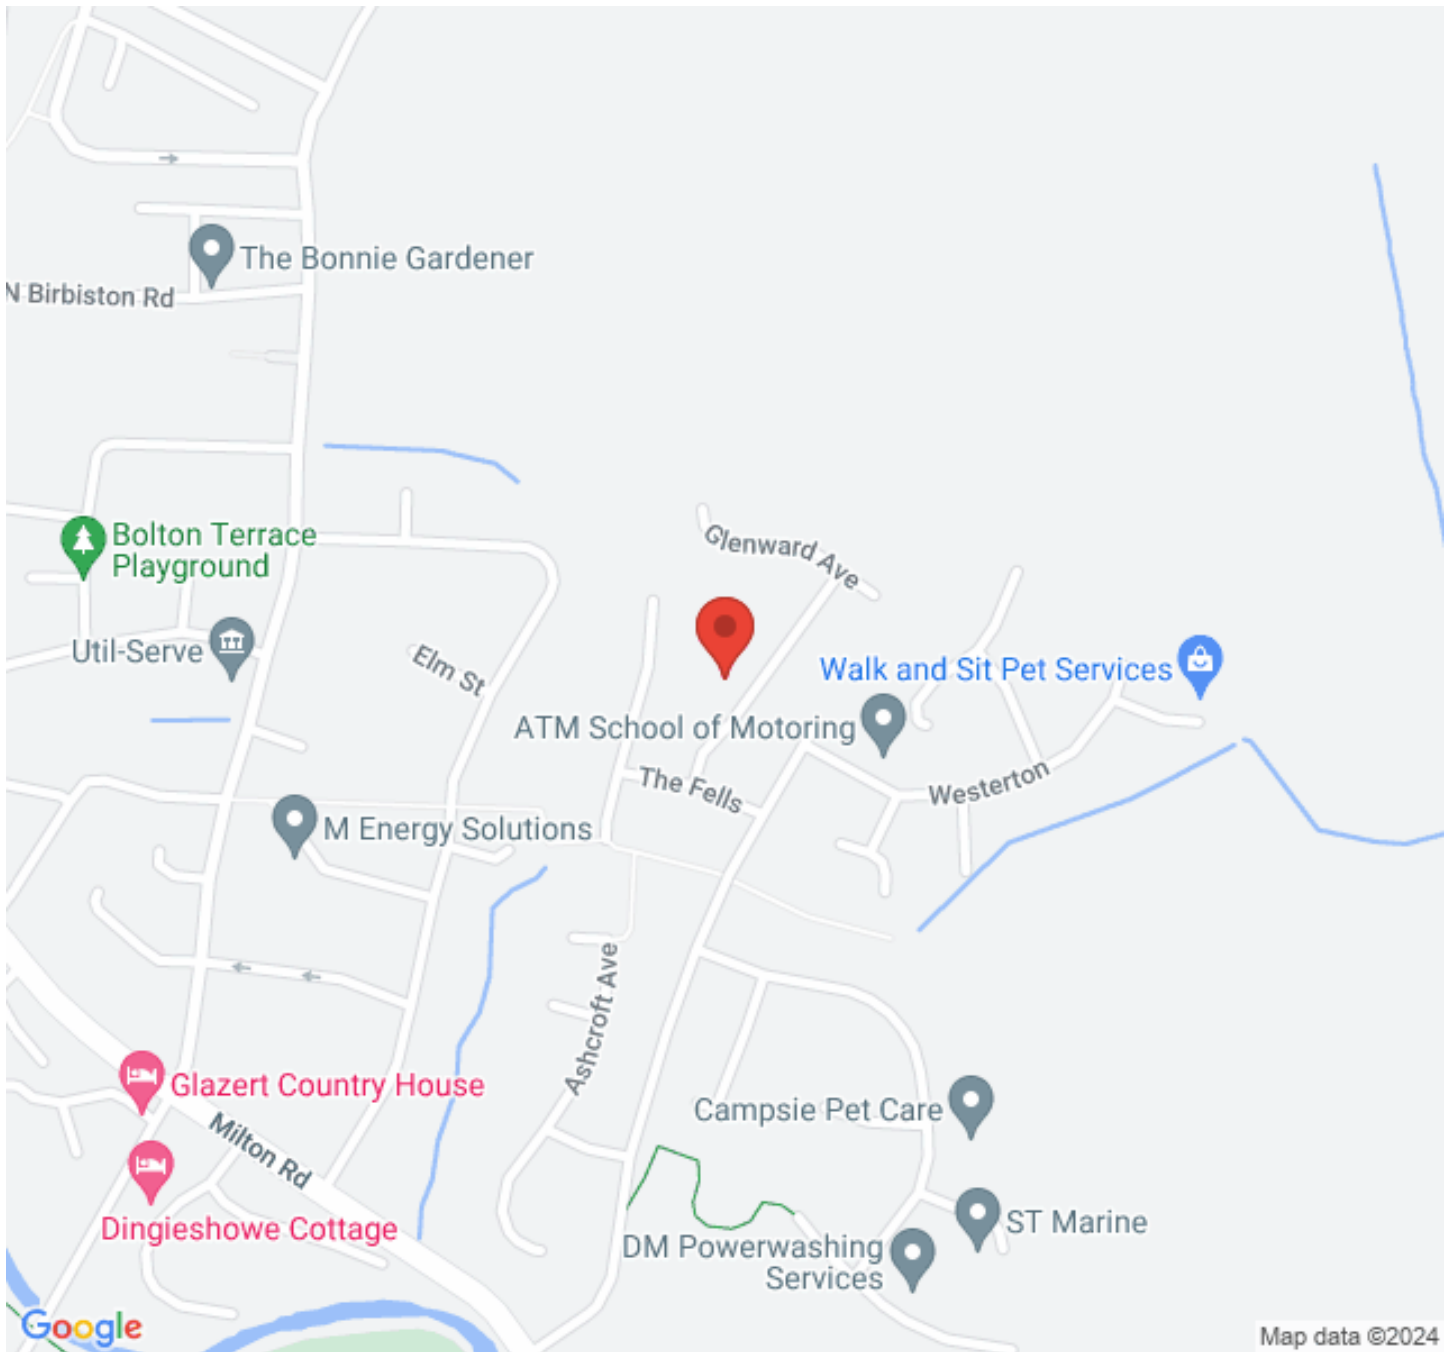 The Bonnie Gardener
N Birbiston Rd
Bolton Terrace
Playground
Glenward Ave
Util-Serve
Elm St
Walk and Sit Pet Services
ATM School of Motoring
The Fells
Westerton
M Energy Solutions
Ashcroft Ave
Glazert Country House
Campsie Pet Care
Milton Rd
Dingieshowe Cottage
ST Marine
DM Powerwashing
Services
Google
Map data ©2024